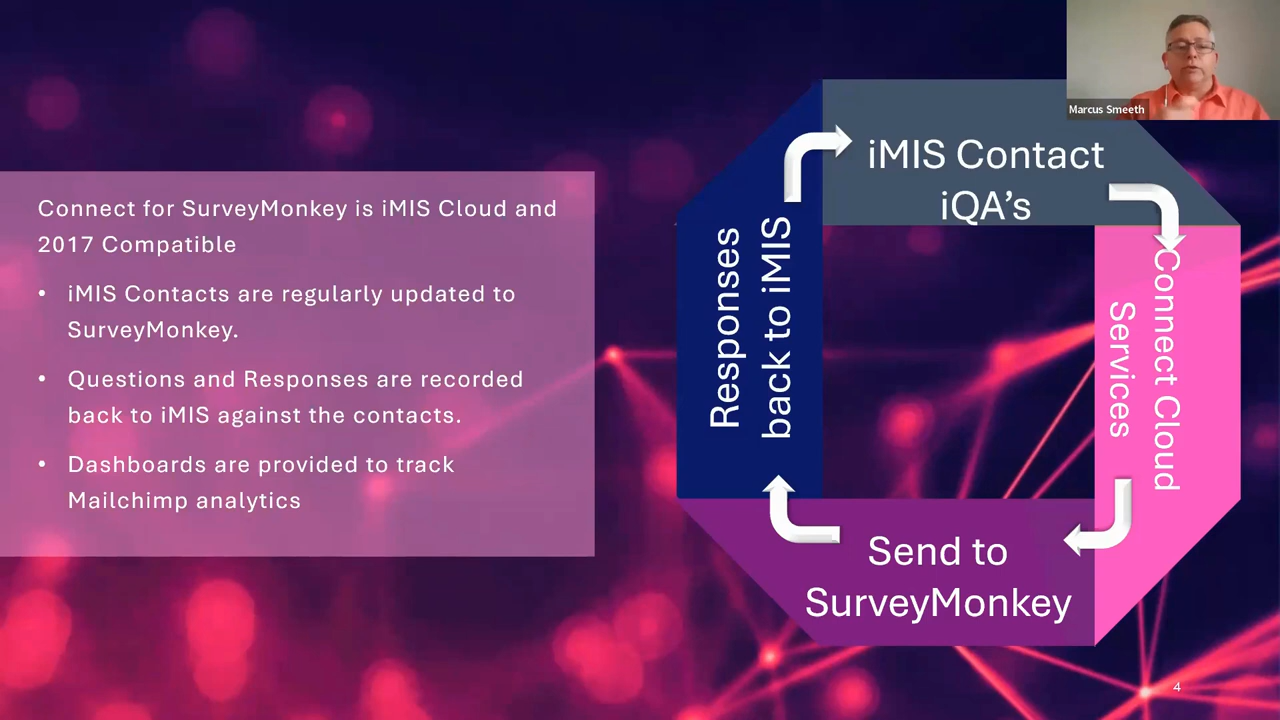 Marcus Smeeth
Connect for SurveyMonkey is iMIS Cloud and
2017 Compatible
• iMIS Contacts are regularly updated to
SurveyMonkey.
• Questions and Responses are recorded
back to iMIS against the contacts.
• Dashboards are provided to track
Mailchimp analytics
iMIS Contact
iQA’s
Connect Cloud
Services
Send to
SurveyMonkey
Responses
back to iMIS
4